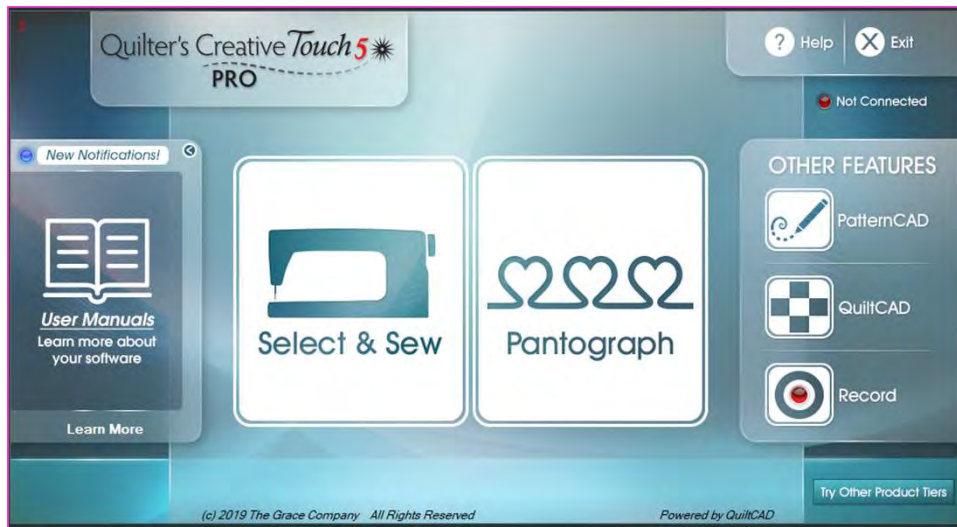 Quilter's Creative Touch 5
PRO
Help
Exit
Not Connected
New Notifications!
User Manuals
Learn more about
your software
Learn More
Select & Sew
Pantograph
OTHER FEATURES
PatternCAD
QuiltCAD
Record
Try Other Product Tiers
(c) 2019 The Grace Company All Rights Reserved
Powered by QuiltCAD